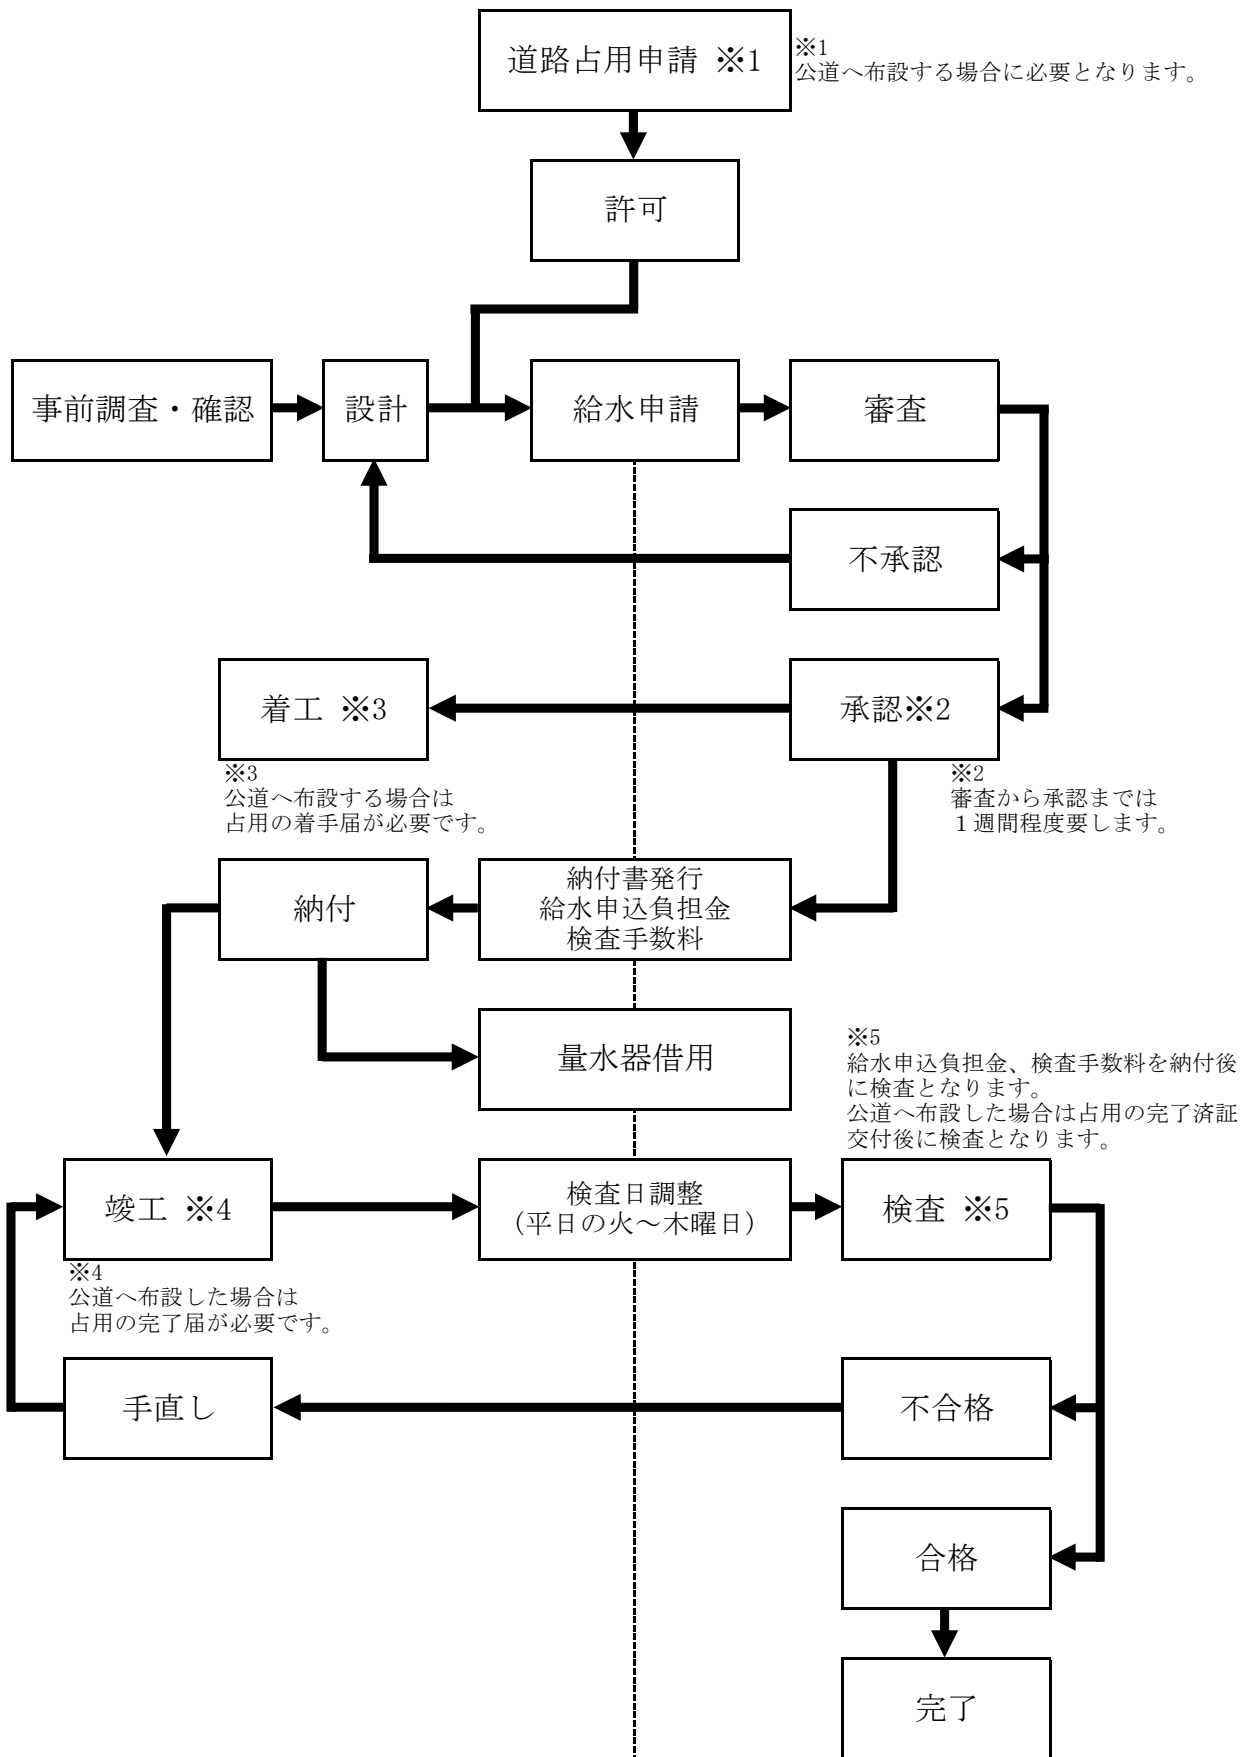 道路占用申請 ※1
※1
公道へ布設する場合に必要となります。
許可
事前調査・確認
設計
給水申請
審査
不承認
着工 ※3
承認※2
※3
公道へ布設する場合は
占用の着手届が必要です。
※2
審査から承認までは
１週間程度要します。
納付
納付書発行
給水申込負担金
検査手数料
量水器借用
※5
給水申込負担金、検査手数料を納付後
に検査となります。
公道へ布設した場合は占用の完了済証
交付後に検査となります。
竣工 ※4
検査日調整
（平日の火～木曜日）
検査 ※5
※4
公道へ布設した場合は
占用の完了届が必要です。
手直し
不合格
合格
完了